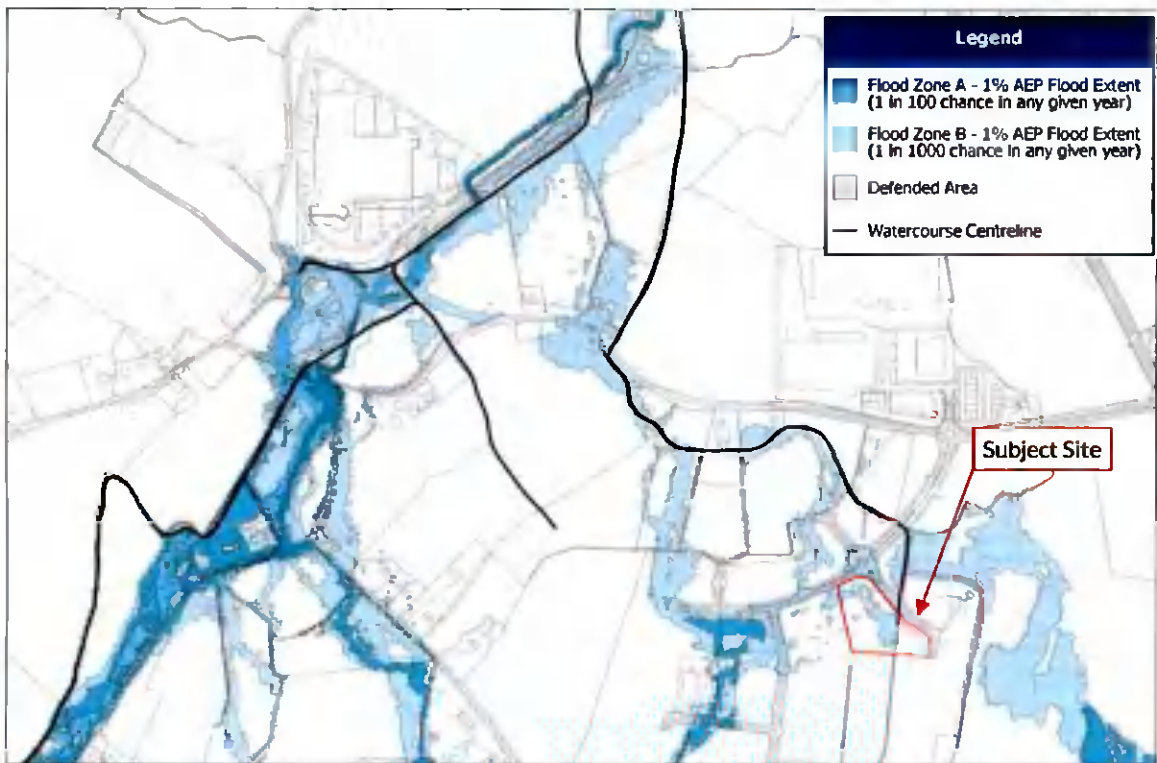 Legend
Flood Zone A - 1% AEP Flood Extent
(1 in 100 chance in any given year)
Flood Zone B - 1% AEP Flood Extent
(1 in 1000 chance in any given year)
Defended Area
Watercourse Centreline
Subject Site